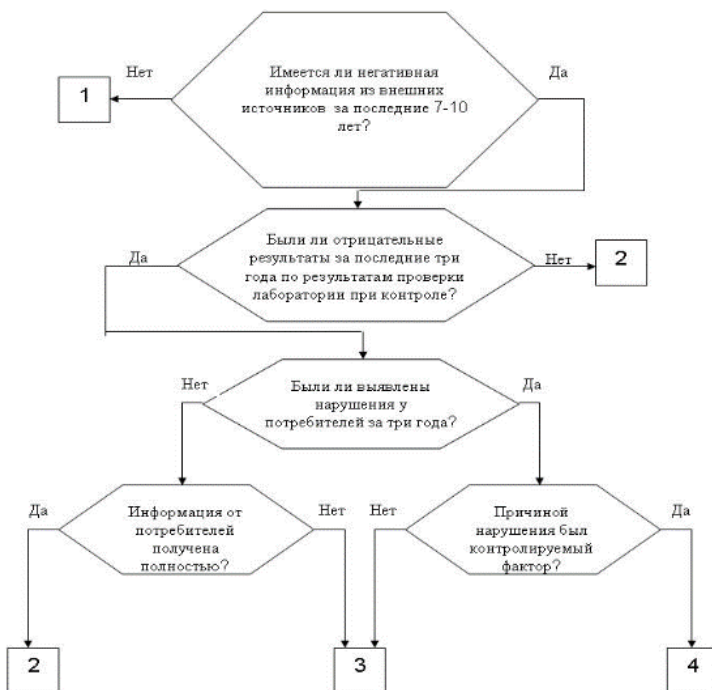 Нет
Да
1
Имеется ли негативная
информация из внешних
источников за последние 7-10
лет?
Были ли отрицательные
результаты за последние три
года по результатам проверки
лаборатории при контроле?
Да
Нет
2
Были ли выявлены
нарушения у
потребителей за три года?
Нет
Да
Информация от
потребителей
получена
полностью?
Да
Нет
Причиной
нарушения был
контролируемый
фактор?
Нет
Да
2
3
4